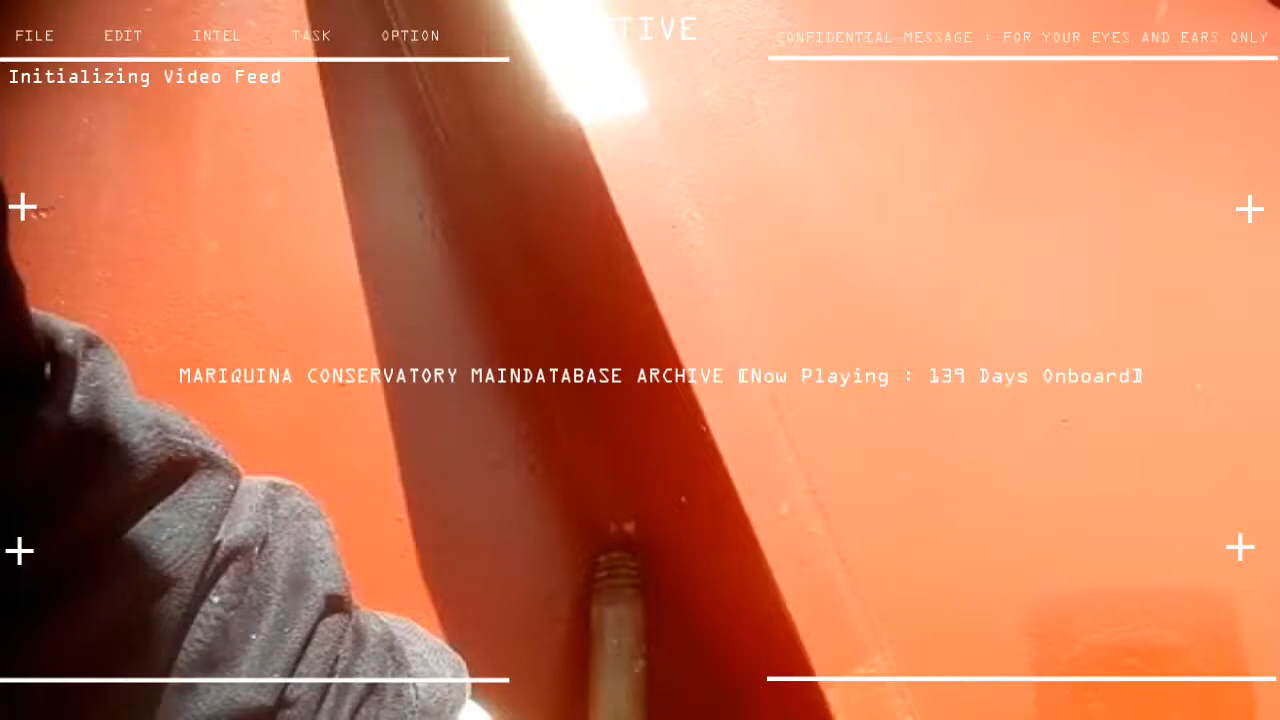 FILE EDIT INTEL TASK OPTION
TIVE
CONFIDENTIAL MESSAGE : FOR YOUR EYES AND EARS ONLY
Initializing Video Feed
MARIQUINA CONSERVATORY MAINDATABASE ARCHIVE [Now Playing : 139 Days Onboard]